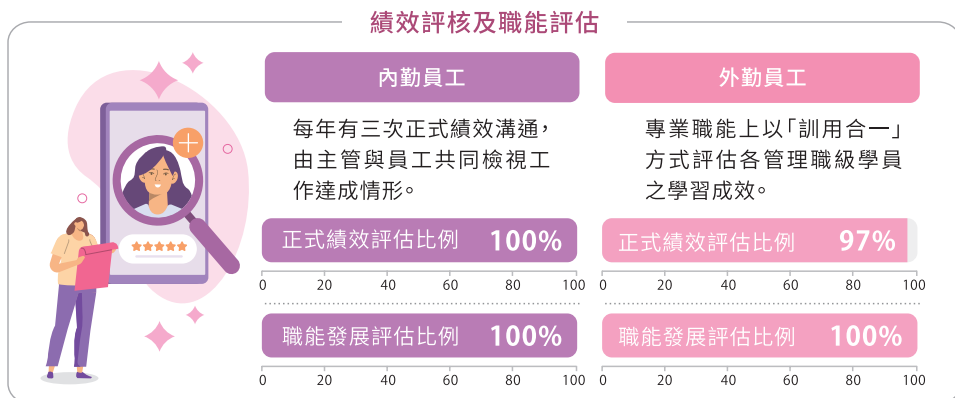 績效評核及職能評估
內勤員工
每年有三次正式績效溝通，
由主管與員工共同檢視工
作達成情形。
正式績效評估比例 100%
0 20 40 60 80 100
職能發展評估比例 100%
0 20 40 60 80 100
外勤員工
專業職能上以「訓用合一」
方式評估各管理職級學員
之學習成效。
正式績效評估比例 97%
0 20 40 60 80 100
職能發展評估比例 100%
0 20 40 60 80 100